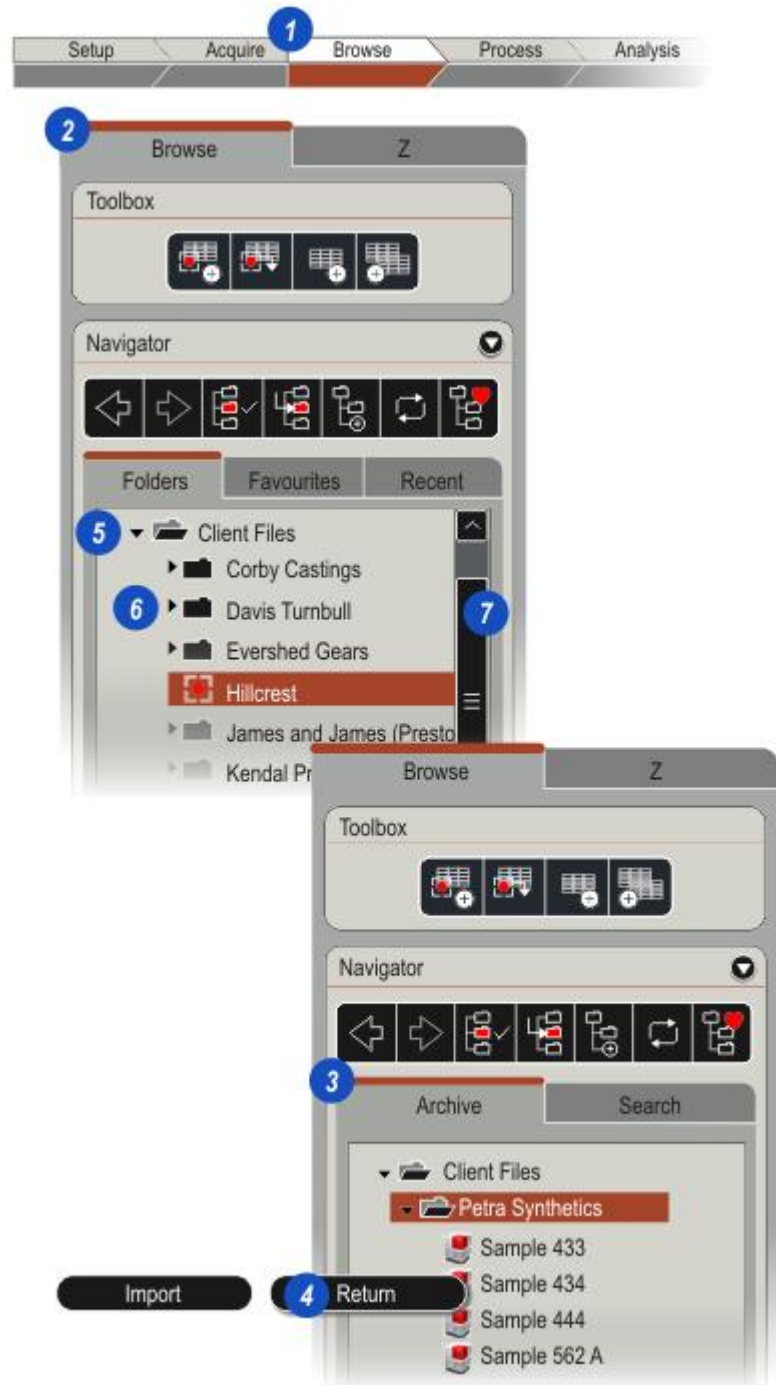 1
Setup Acquire Browse Process Analysis
2
Browse Z
Toolbox
Navigator
Folders Favourites Recent
5 Client Files
Corby Castings
6 Davis Turnbull 7
Evershed Gears
Hillcrest
James and James (Presto
Kendal Pr
Browse Z
Toolbox
Navigator
3
Archive Search
Client Files
Petra Synthetics
Sample 433
Sample 434
Import 4 Return
Sample 444
Sample 562 A